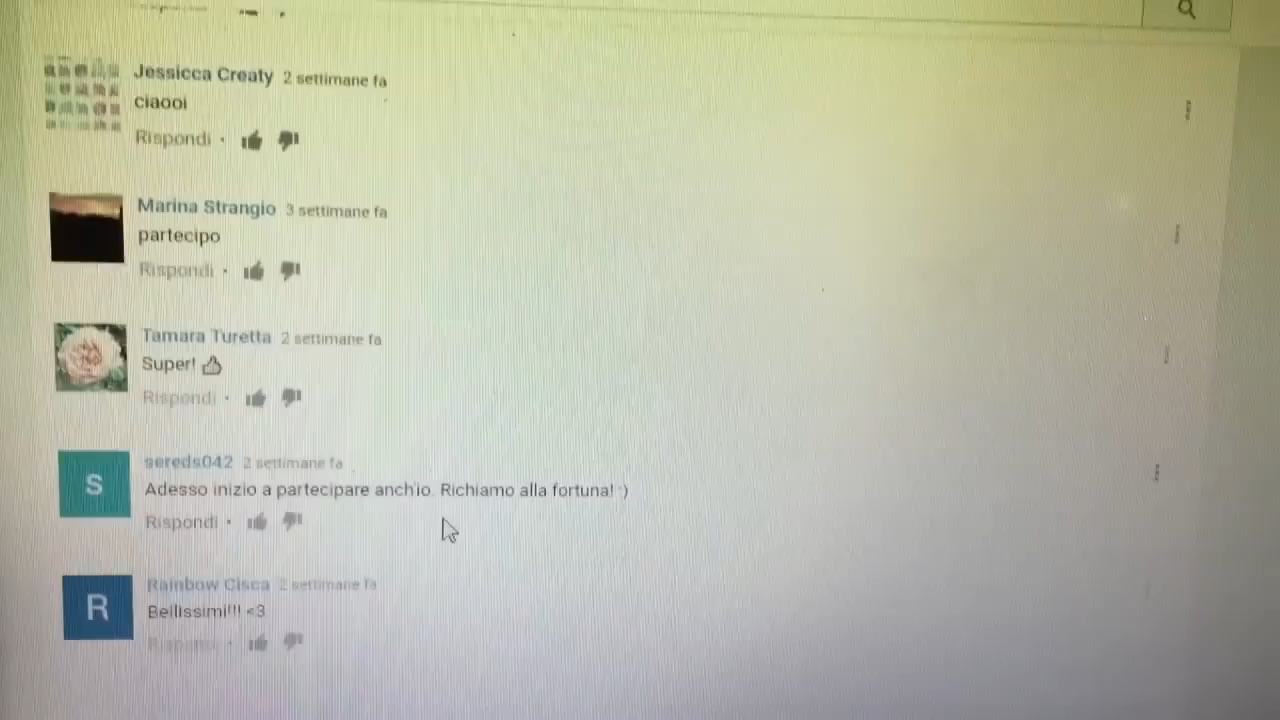 Jessicca Creaty 2 settimane fa
ciaooi
Rispondi •
Marina Strangio 3 settimane fa
partecipo
Rispondi •
Tamara Turetta 2 settimane fa
Super! 👍
Rispondi •
S
sereds042 2 settimane fa
Adesso inizio a partecipare anch'io. Richiamo alla fortuna! :)
Rispondi •
R
Rainbow Cisca 2 settimane fa
Bellissimi!!! <3
Rispondi •